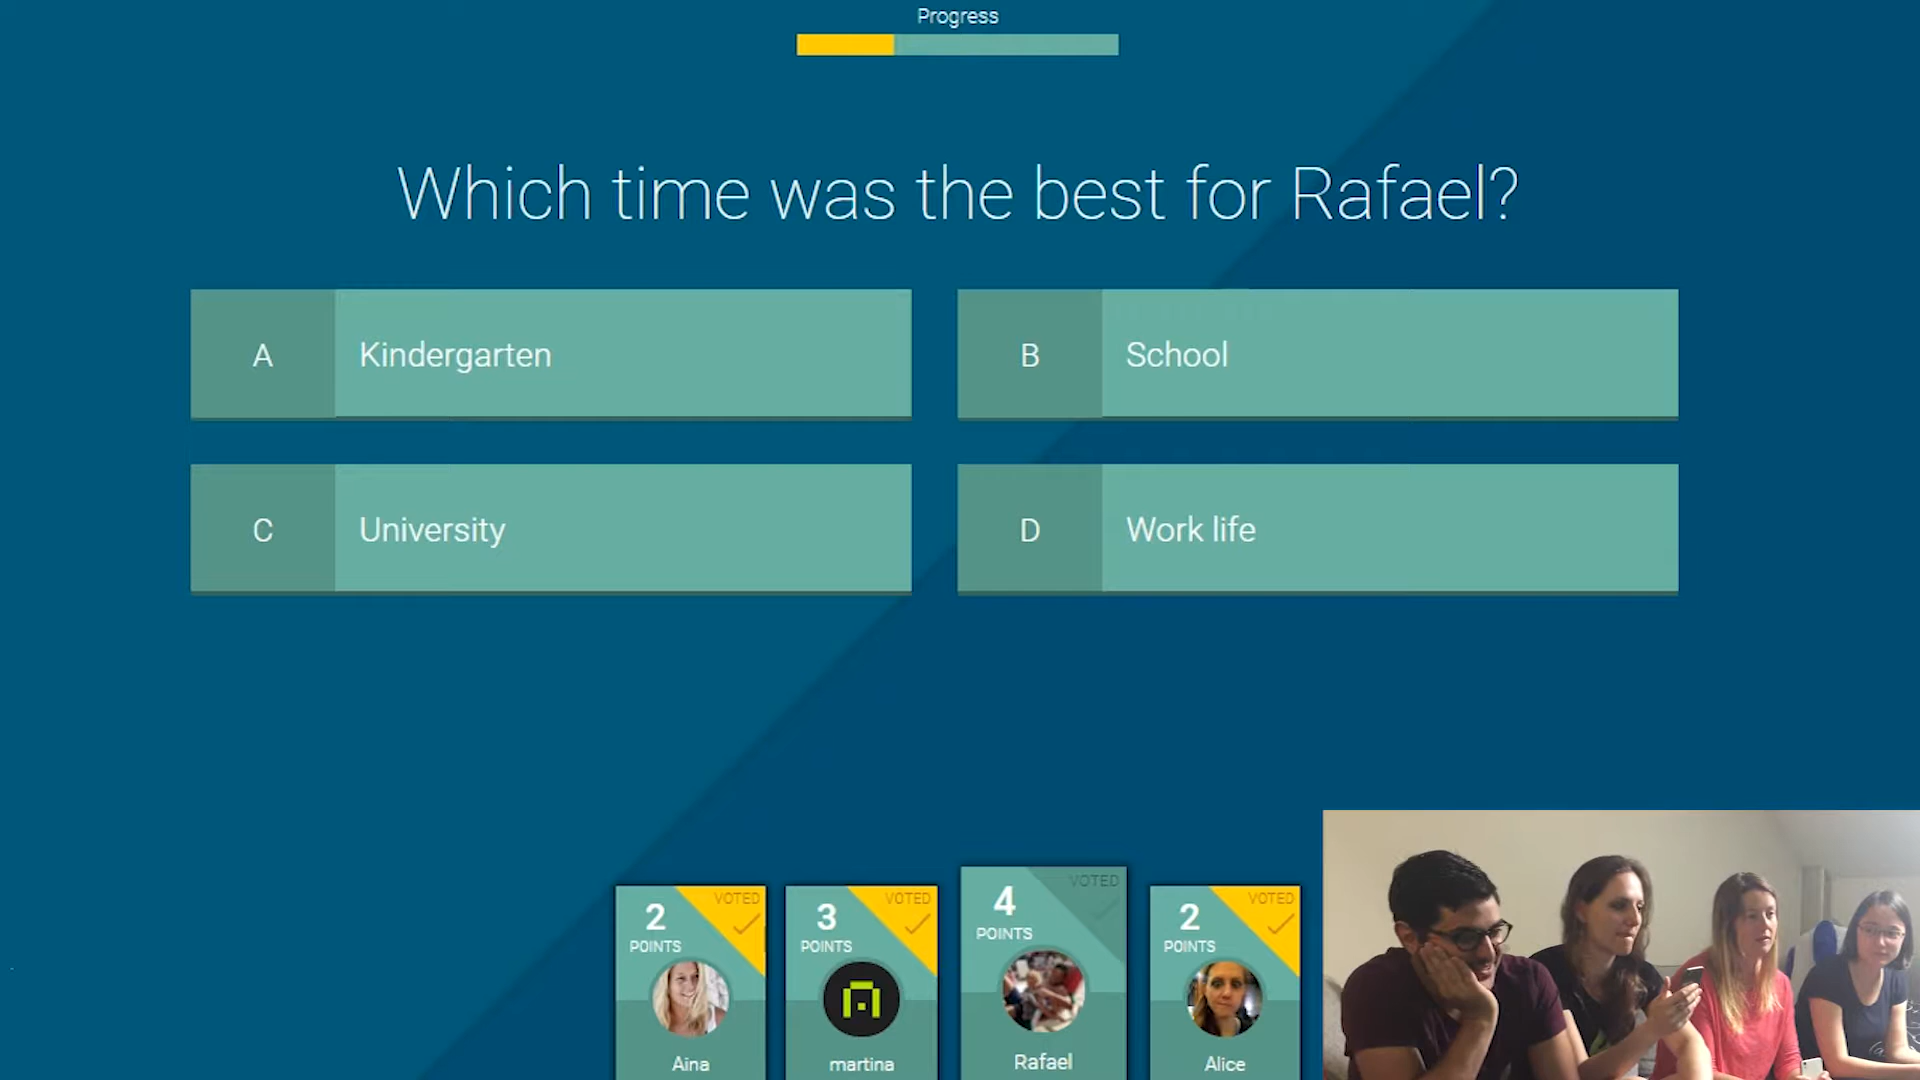 Progress
Which time was the best for Rafael?
A Kindergarten
B School
C University
D Work life
2 POINTS VOTED
Aina
3 POINTS VOTED
martina
4 POINTS VOTED
Rafael
2 POINTS VOTED
Alice